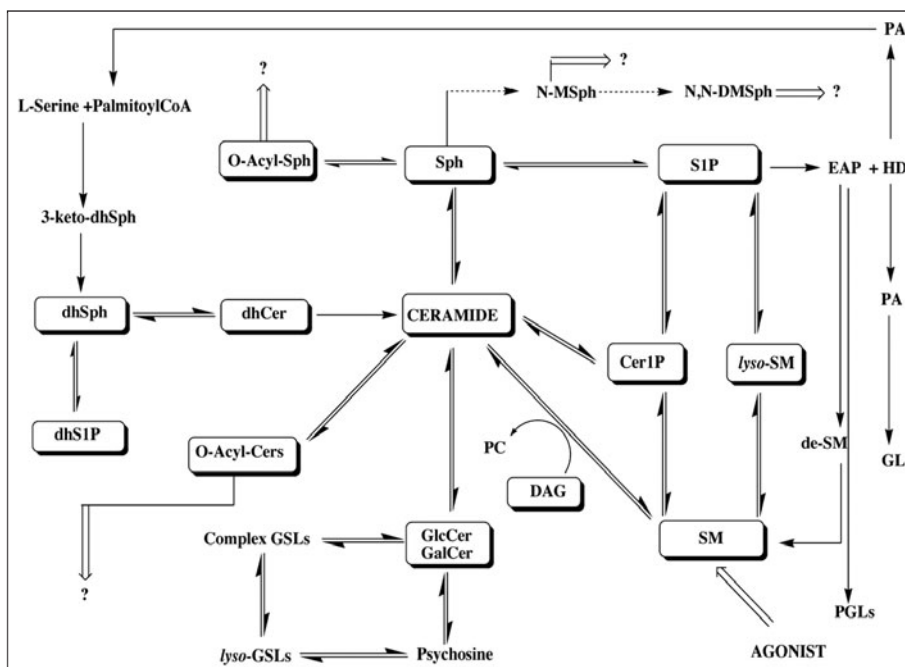 PA
?
?
L-Serine +PalmitoylCoA
N-MSph
N,N-DMSph
?
O-Acyl-Sph
Sph
S1P
EAP + HD
3-keto-dhSph
dhSph
dhCer
CERAMIDE
PA
Cer1P
lyso-SM
dhS1P
O-Acyl-Cers
PC
de-SM
GL
DAG
Complex GSLs
GlcCer
GalCer
SM
?
PGLs
lyso-GSLs
Psychosine
AGONIST